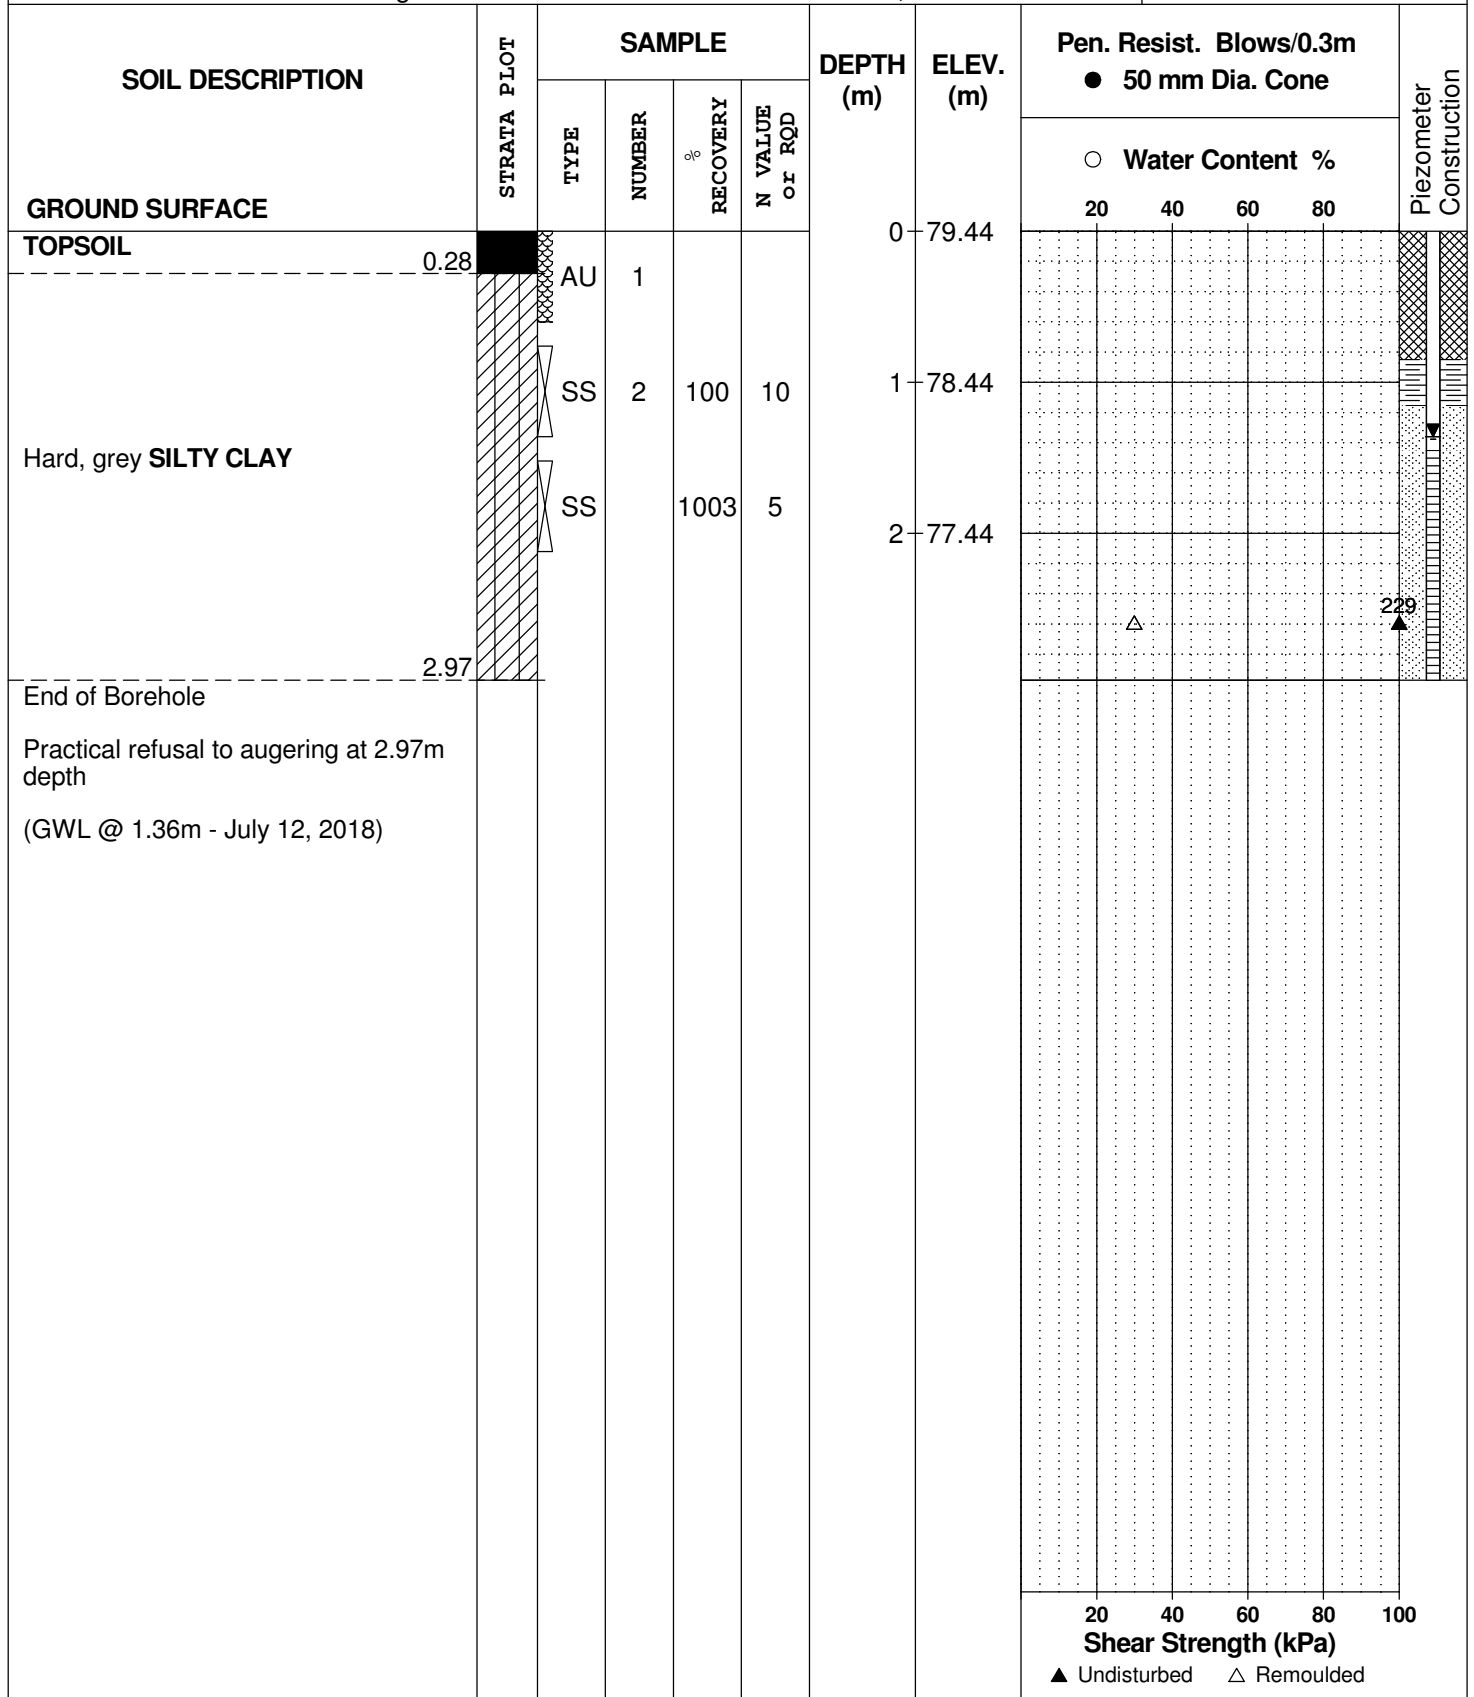 SOIL DESCRIPTION
GROUND SURFACE
STRATA PLOT
SAMPLE
TYPE
NUMBER
%
RECOVERY
N VALUE
or RQD
DEPTH
(m)
ELEV.
(m)
Pen. Resist. Blows/0.3m
● 50 mm Dia. Cone
○ Water Content %
20 40 60 80
Piezometer
Construction
TOPSOIL
0.28
0 79.44
AU 1
SS 2 100 10
1 78.44
Hard, grey SILTY CLAY
SS 1003 5
2 77.44
229
2.97
End of Borehole
Practical refusal to augering at 2.97m
depth
(GWL @ 1.36m - July 12, 2018)
20 40 60 80 100
Shear Strength (kPa)
▲ Undisturbed △ Remoulded